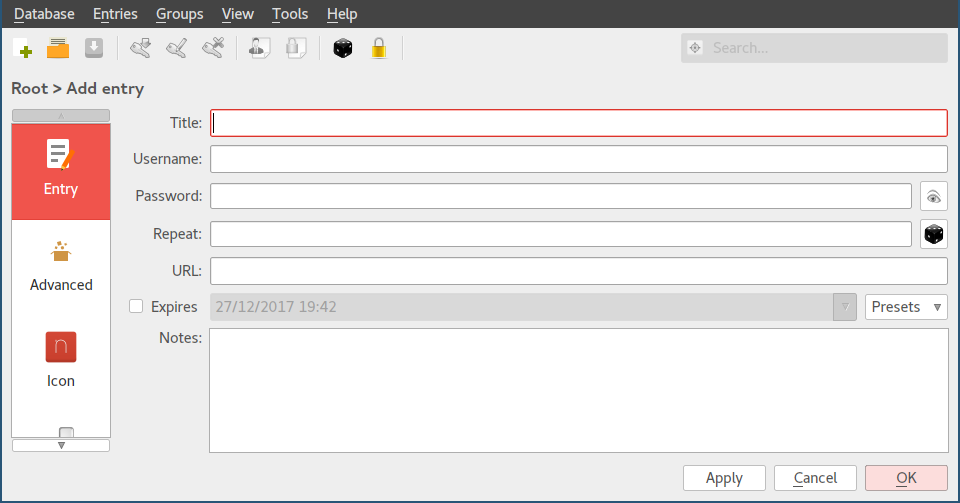 Database Entries Groups View Tools Help
Search...
Root > Add entry
Title:
Entry
Username:
Password:
Repeat:
Advanced
URL:
Expires 27/12/2017 19:42 Presets
Notes:
n
Icon
Apply Cancel OK